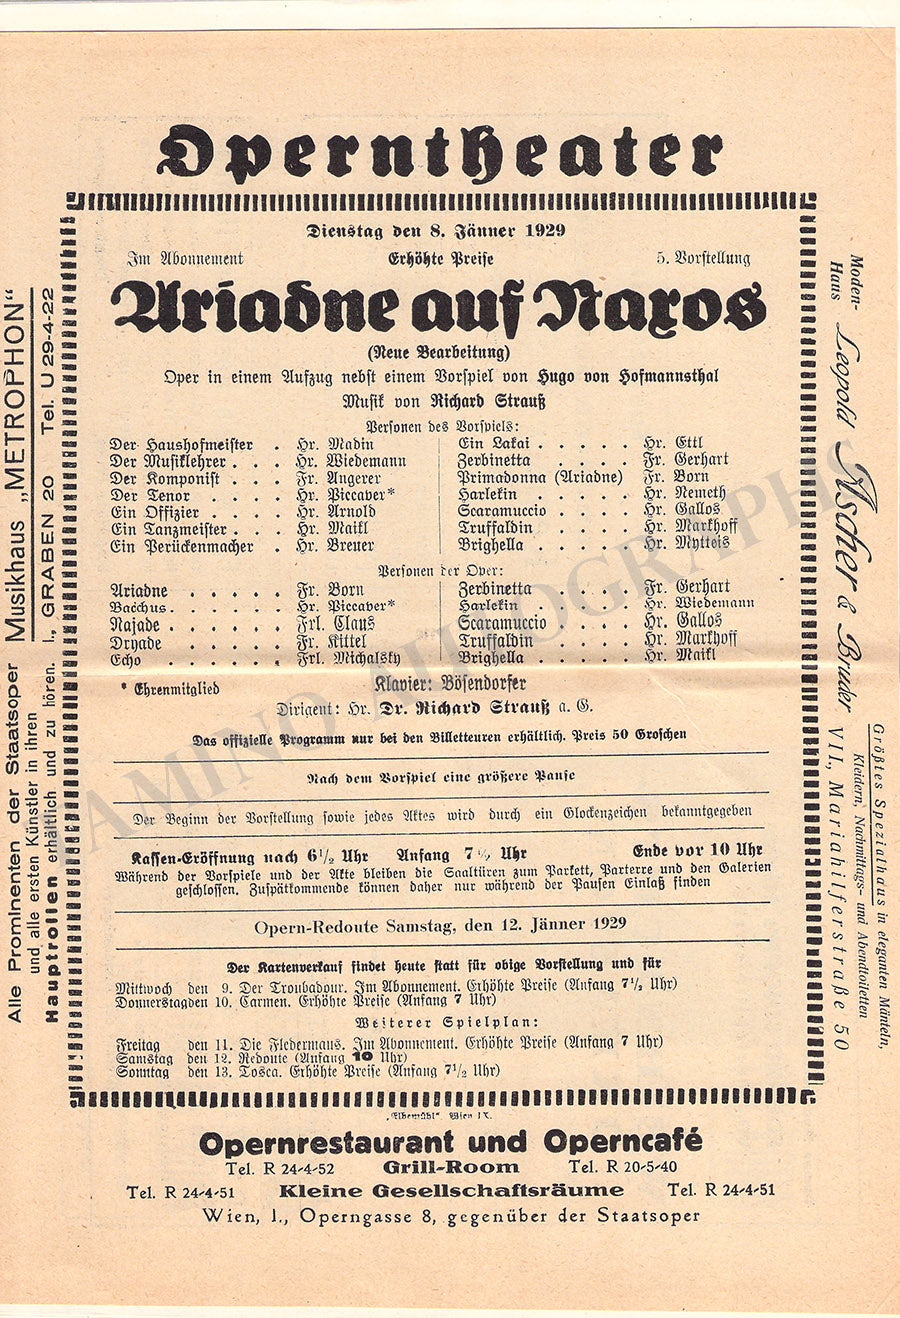 Operntheater
Dienstag den 8. Jänner 1929
Im Abonnement Erhöhte Preise 5. Vorstellung
Ariadne auf Naxos
(Neue Bearbeitung)
Oper in einem Aufzug nebst einem Vorspiel von Hugo von Hofmannsthal
Musik von Richard Strauß
Personen des Vorspiels:
Der Haushofmeister . Hr. Madin
Der Musiklehrer . . . Hr. Wiedemann
Der Komponist . . . Fr. Angerer
Der Tenor . . . . Hr. Piccaver*
Ein Offizier . . . . Hr. Arnold
Ein Tanzmeister . . . Hr. Maikl
Ein Perückenmacher . Hr. Breuer
Ein Lakai . . . . . Hr. Ettl
Zerbinetta . . . . Fr. Gerhart
Primadonna (Ariadne) Fr. Born
Harlekin . . . . . Hr. Nemeth
Scaramuccio . . . . Hr. Gallos
Truffaldin . . . . Hr. Markhoff
Brighella . . . . . Hr. Mytteis
Personen der Oper:
Ariadne . . . . . Fr. Born
Bacchus . . . . . . Hr. Piccaver*
Najade . . . . . . Frl. Claus
Dryade . . . . . Fr. Kittel
Echo . . . . . . Frl. Michalsky
Zerbinetta . . . . Fr. Gerhart
Harlekin . . . . . Hr. Wiedemann
Scaramuccio . . . . Hr. Gallos
Truffaldin . . . . Hr. Markhoff
Brighella . . . . . Hr. Maikl
* Ehrenmitglied Klavier: Bösendorfer
Dirigent: Hr. Dr. Richard Strauß a. G.
Das offizielle Programm nur bei den Billetteuren erhältlich. Preis 50 Groschen
Nach dem Vorspiel eine größere Pause
Der Beginn der Vorstellung sowie jedes Aktes wird durch ein Glockenzeichen bekanntgegeben
Kassen-Eröffnung nach 6½ Uhr Anfang 7½ Uhr Ende vor 10 Uhr
Während der Vorspiele und der Akte bleiben die Saaltüren zum Parkett, Parterre und den Galerien
geschlossen. Zuspätkommende können daher nur während der Pausen Einlaß finden
Opern-Redoute Samstag, den 12. Jänner 1929
Der Kartenverkauf findet heute statt für obige Vorstellung und für
Mittwoch den 9. Der Troubadour. Im Abonnement. Erhöhte Preise (Anfang 7½ Uhr)
Donnerstag den 10. Carmen. Erhöhte Preise (Anfang 7 Uhr)
Weiterer Spielplan:
Freitag den 11. Die Fledermaus. Im Abonnement. Erhöhte Preise (Anfang 7 Uhr)
Samstag den 12. Redoute (Anfang 10 Uhr)
Sonntag den 13. Tosca. Erhöhte Preise (Anfang 7½ Uhr)
„Elbemühl“ Wien IX.
Opernrestaurant und Operncafé
Tel. R 24-4-52 Grill-Room Tel. R 20-5-40
Tel. R 24-4-51 Kleine Gesellschaftsräume Tel. R 24-4-51
Wien, I., Operngasse 8, gegenüber der Staatsoper
Alle Prominenten der Staatsoper Musikhaus „METROPHON“
und alle ersten Künstler in ihren
Hauptrollen erhältlich und zu hören. I., GRABEN 20 Tel. U 29-4-22
Moden-
Haus Leopold Ascher & Bruder VII., Mariahilferstraße 50
Größtes Spezialhaus in eleganten Mänteln,
Kleidern, Nachmittags- und Abendtoiletten
TAMINO AUTOGRAPHS